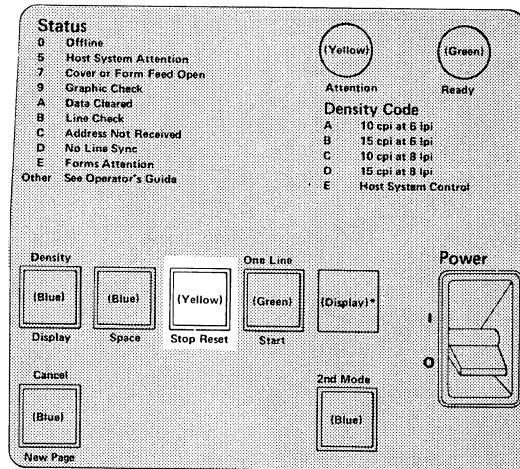 Status
0 Offline
5 Host System Attention
7 Cover or Form Feed Open
9 Graphic Check
A Data Cleared
B Line Check
C Address Not Received
D No Line Sync
E Forms Attention
Other See Operator's Guide
(Yellow)
Attention
(Green)
Ready
Density Code
A 10 cpi at 6 lpi
B 15 cpi at 6 lpi
C 10 cpi at 8 lpi
D 15 cpi at 8 lpi
E Host System Control
Density
(Blue)
Display
(Blue)
Space
(Yellow)
Stop Reset
One Line
(Green)
Start
(Display)*
Power
I
O
Cancel
(Blue)
New Page
2nd Mode
(Blue)